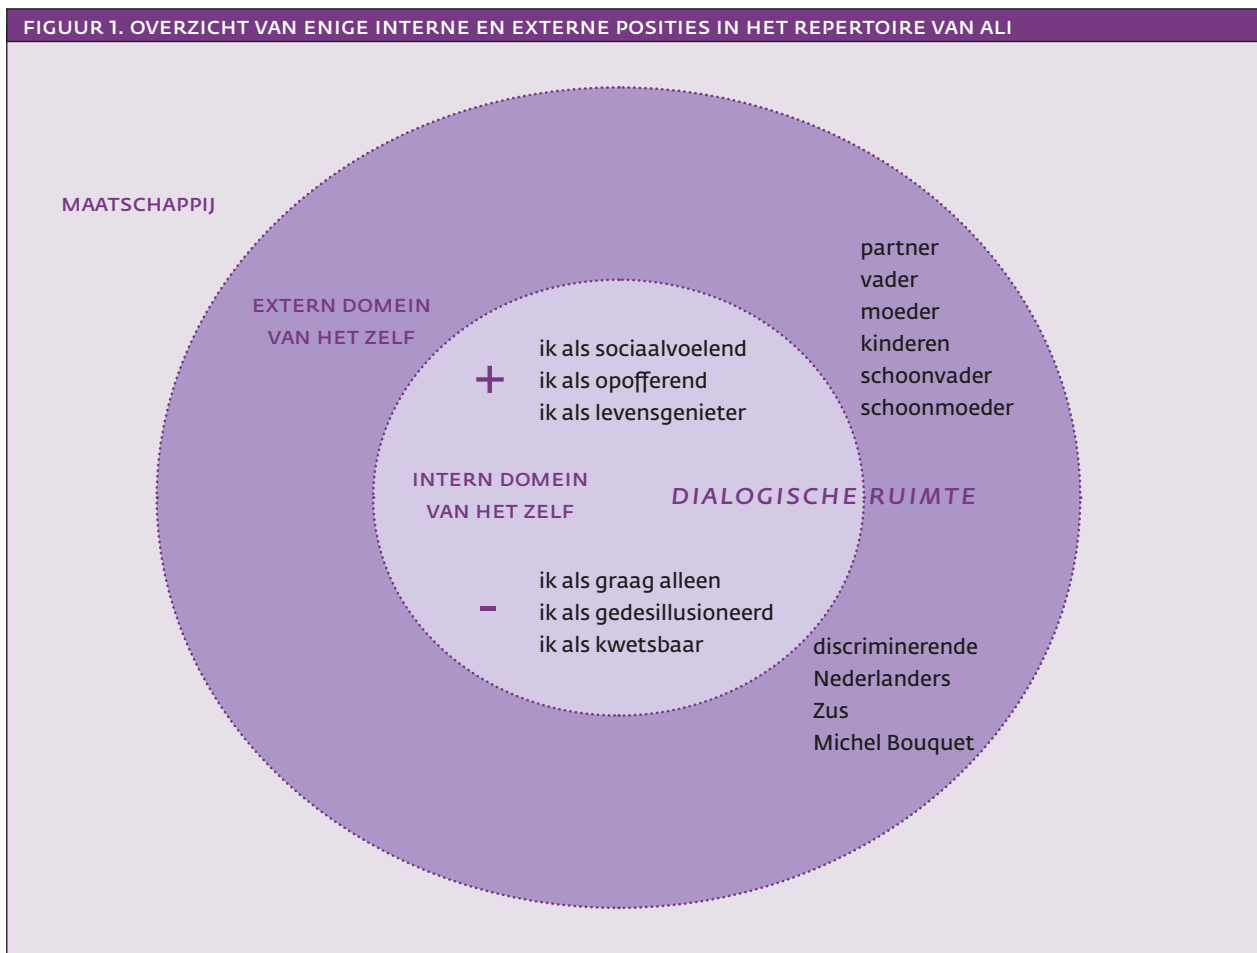 FIGUUR 1. OVERZICHT VAN ENIGE INTERNE EN EXTERNE POSITIES IN HET REPERTOIRE VAN ALI
MAATSCHAPPIJ
EXTERN DOMEIN
VAN HET ZELF
partner
vader
moeder
kinderen
schoonvader
schoonmoeder
+
ik als sociaalvoelend
ik als opofferend
ik als levensgenieter
INTERN DOMEIN
VAN HET ZELF
DIALOGISCHE RUIMTE
-
ik als graag alleen
ik als gedesillusioneerd
ik als kwetsbaar
discriminerende
Nederlanders
Zus
Michel Bouquet